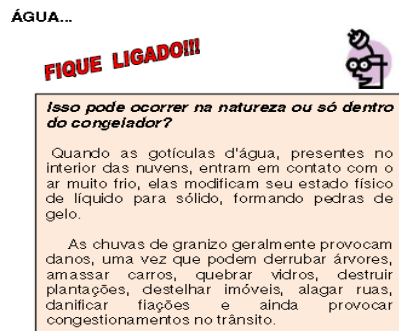 ÁGUA...
FIQUE LIGADO!!!
Isso pode ocorrer na natureza ou só dentro
do congelador?
Quando as gotículas d'água, presentes no
interior das nuvens, entram em contato com o
ar muito frio, elas modificam seu estado físico
de líquido para sólido, formando pedras de
gelo.
As chuvas de granizo geralmente provocam
danos, uma vez que podem derrubar árvores,
amassar carros, quebrar vidros, destruir
plantações, destelhar imóveis, alagar ruas,
danificar fiações e ainda provocar
congestionamentos no trânsito.